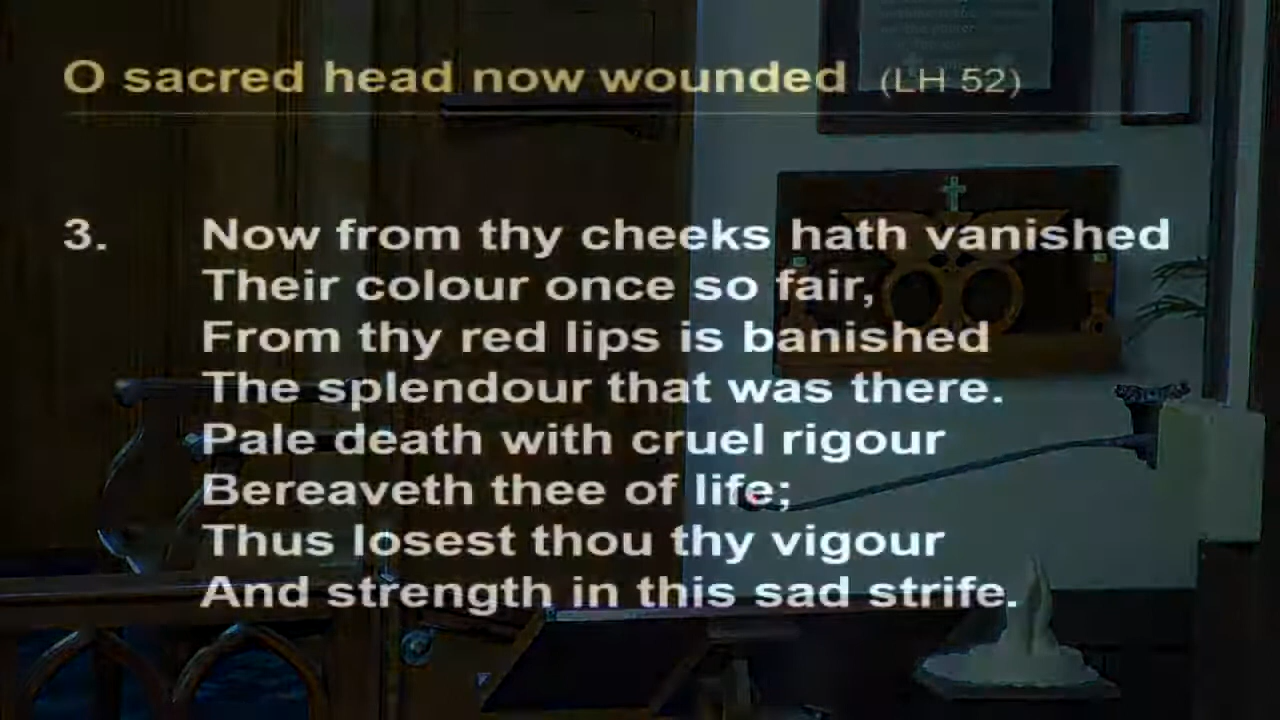 O sacred head now wounded (LH 52)
3. Now from thy cheeks hath vanished
Their colour once so fair,
From thy red lips is banished
The splendour that was there.
Pale death with cruel rigour
Bereaveth thee of life;
Thus losest thou thy vigour
And strength in this sad strife.